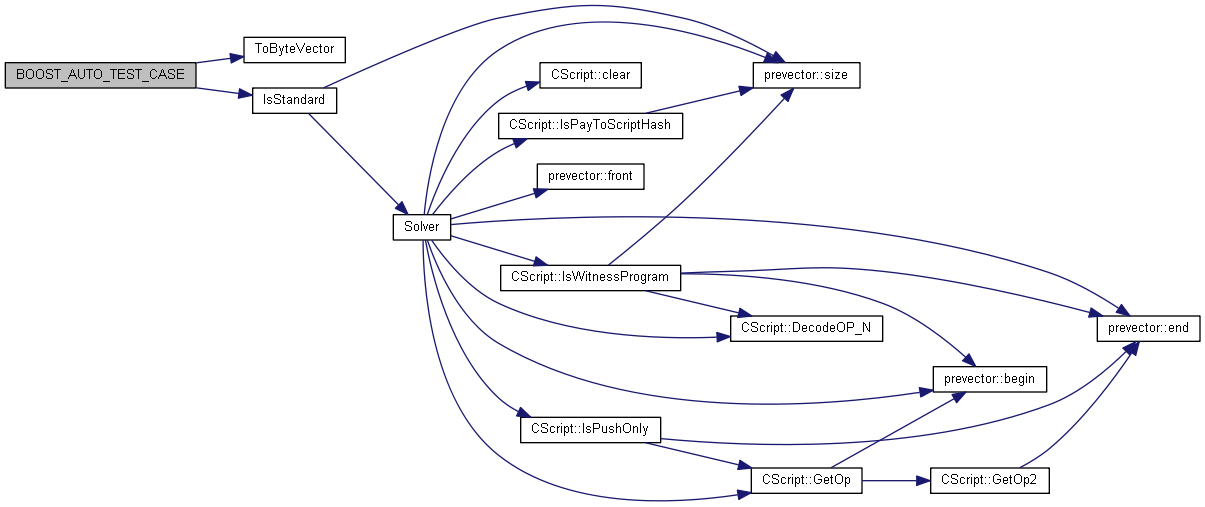 ToByteVector
BOOST_AUTO_TEST_CASE
IsStandard
CScript::clear
prevector::size
CScript::IsPayToScriptHash
prevector::front
Solver
CScript::IsWitnessProgram
CScript::DecodeOP_N
prevector::end
prevector::begin
CScript::IsPushOnly
CScript::GetOp
CScript::GetOp2